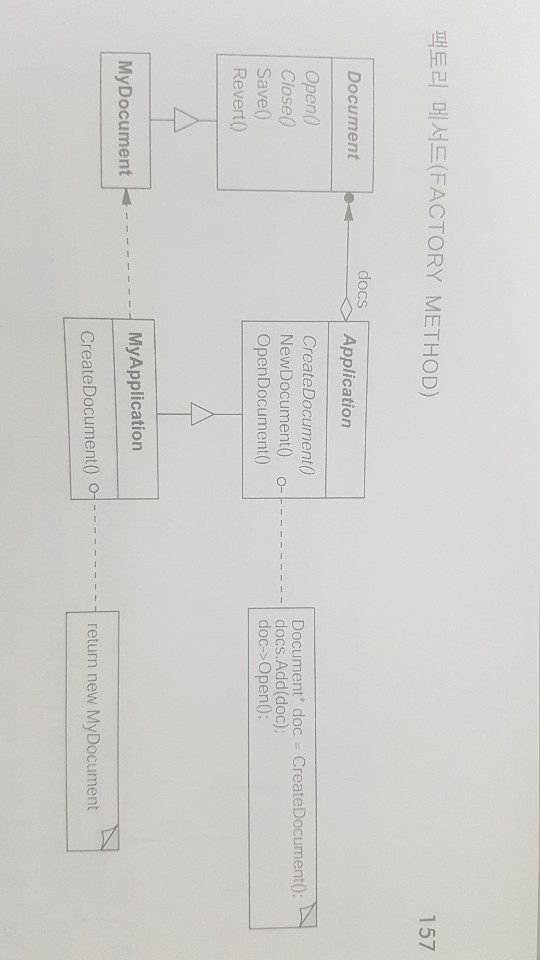 팩토리 메서드(FACTORY METHOD)
157
docs
Document
Open()
Close()
Save()
Revert()
Application
CreateDocument()
NewDocument()
OpenDocument()
Document* doc = CreateDocument();
docs.Add(doc);
doc->Open();
MyDocument
MyApplication
CreateDocument()
return new MyDocument